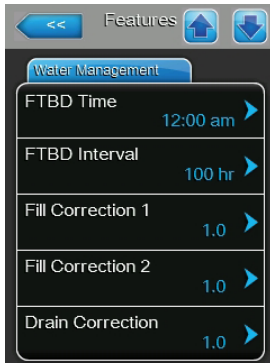 << Features
Water Management
FTBD Time
12:00 am
FTBD Interval
100 hr
Fill Correction 1
1.0
Fill Correction 2
1.0
Drain Correction
1.0